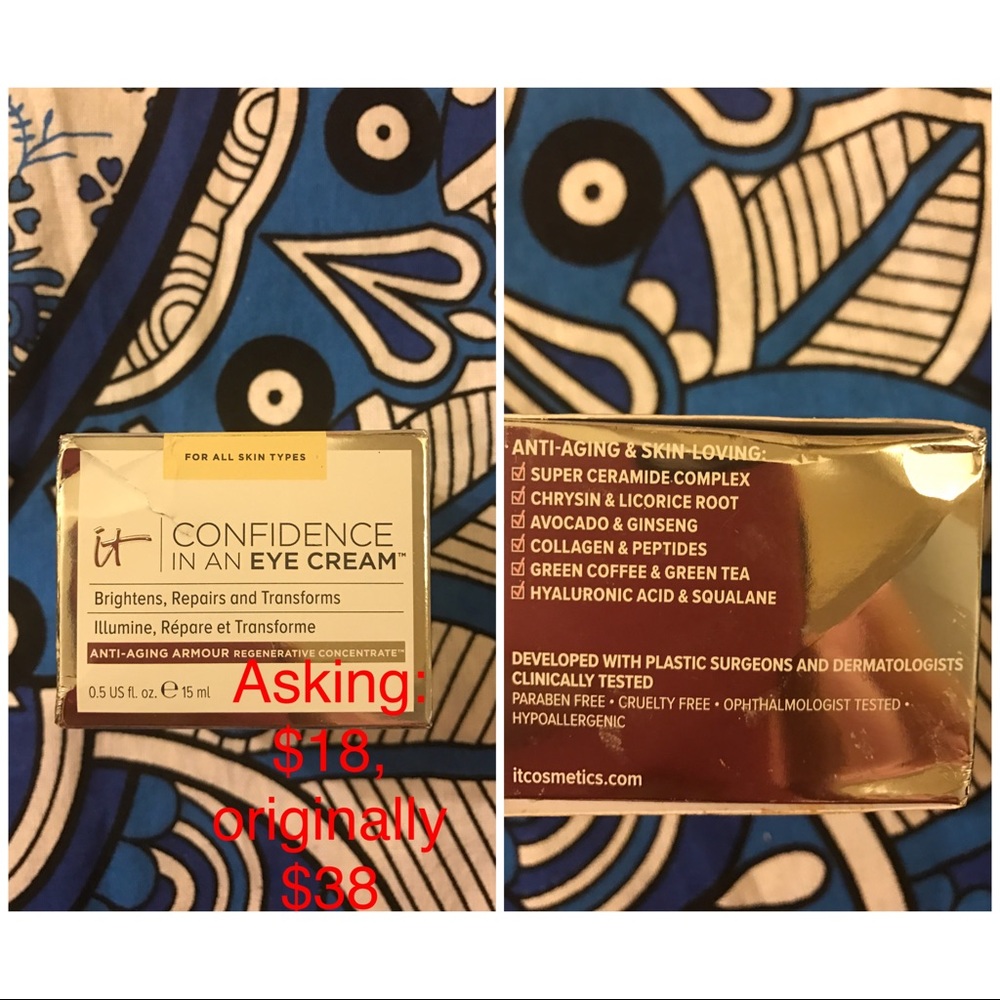 FOR ALL SKIN TYPES
it
CONFIDENCE
IN AN EYE CREAM™
Brightens, Repairs and Transforms
Illumine, Répare et Transforme
ANTI-AGING ARMOUR REGENERATIVE CONCENTRATE™
0.5 US fl. oz. ℮ 15 ml
Asking:
$18,
originally
$38
ANTI-AGING & SKIN-LOVING:
☑ SUPER CERAMIDE COMPLEX
☑ CHRYSIN & LICORICE ROOT
☑ AVOCADO & GINSENG
☑ COLLAGEN & PEPTIDES
☑ GREEN COFFEE & GREEN TEA
☑ HYALURONIC ACID & SQUALANE
DEVELOPED WITH PLASTIC SURGEONS AND DERMATOLOGISTS
CLINICALLY TESTED
PARABEN FREE • CRUELTY FREE • OPHTHALMOLOGIST TESTED •
HYPOALLERGENIC
itcosmetics.com